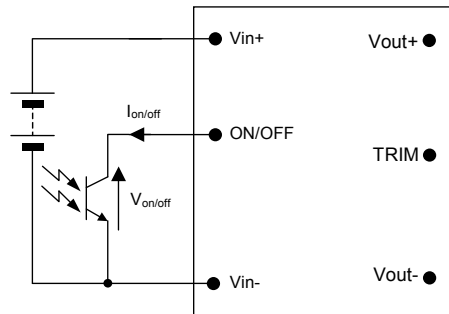 Vin+
Vout+
Ion/off
ON/OFF
TRIM
Von/off
Vin-
Vout-